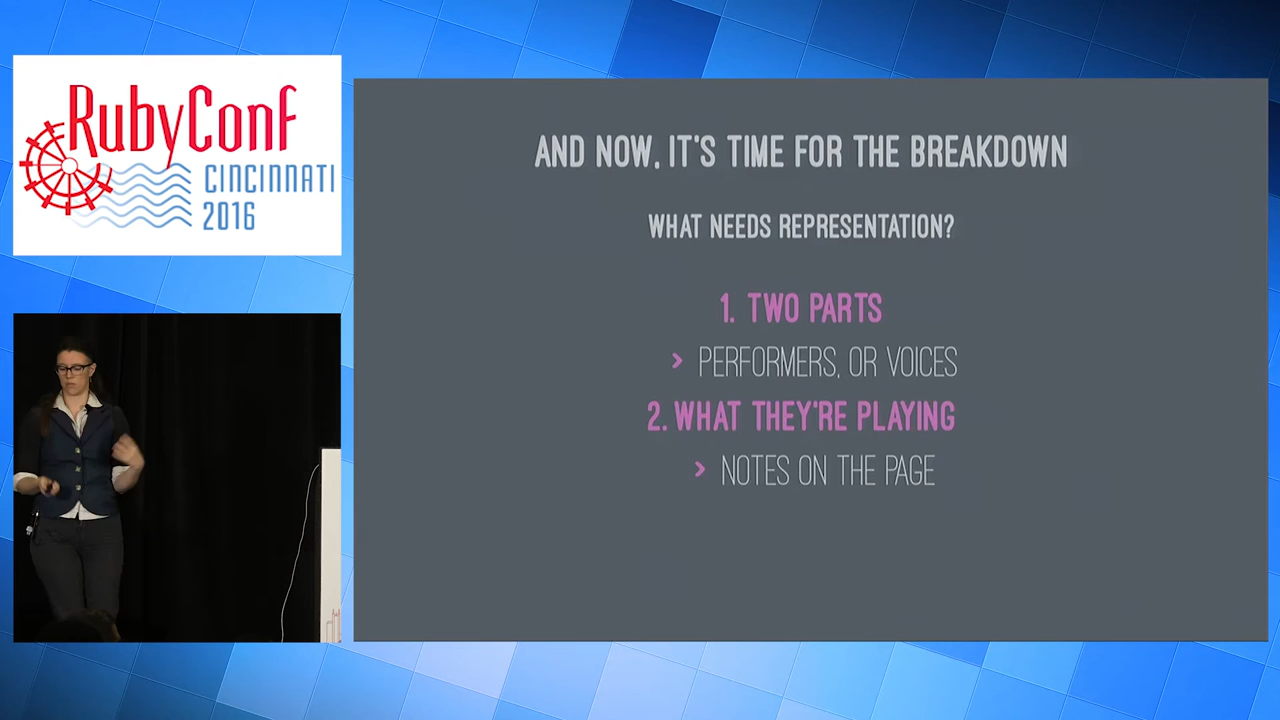 RubyConf
CINCINNATI
2016
AND NOW, IT'S TIME FOR THE BREAKDOWN
WHAT NEEDS REPRESENTATION?
1. TWO PARTS
> PERFORMERS, OR VOICES
2. WHAT THEY'RE PLAYING
> NOTES ON THE PAGE